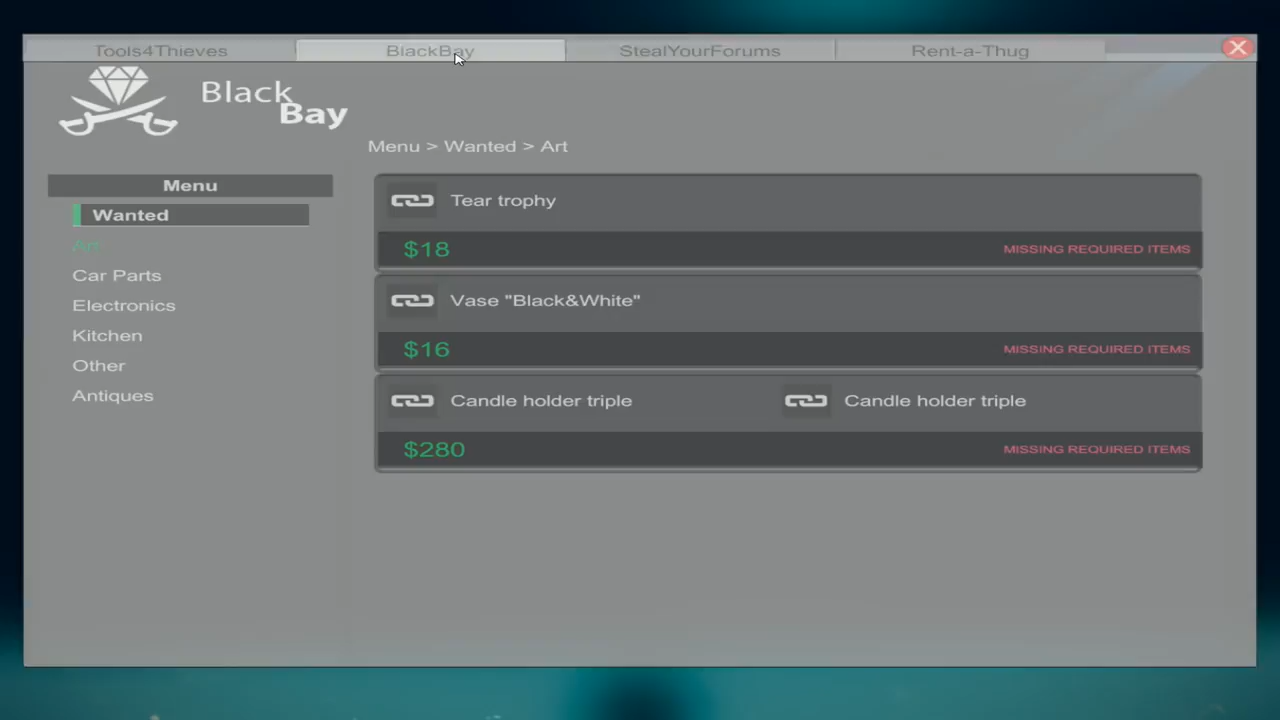 Tools4Thieves
BlackBay
StealYourForums
Rent-a-Thug
Black
Bay
Menu > Wanted > Art
Menu
Wanted
Art
Car Parts
Electronics
Kitchen
Other
Antiques
Tear trophy
$18 MISSING REQUIRED ITEMS
Vase "Black&White"
$16 MISSING REQUIRED ITEMS
Candle holder triple Candle holder triple
$280 MISSING REQUIRED ITEMS